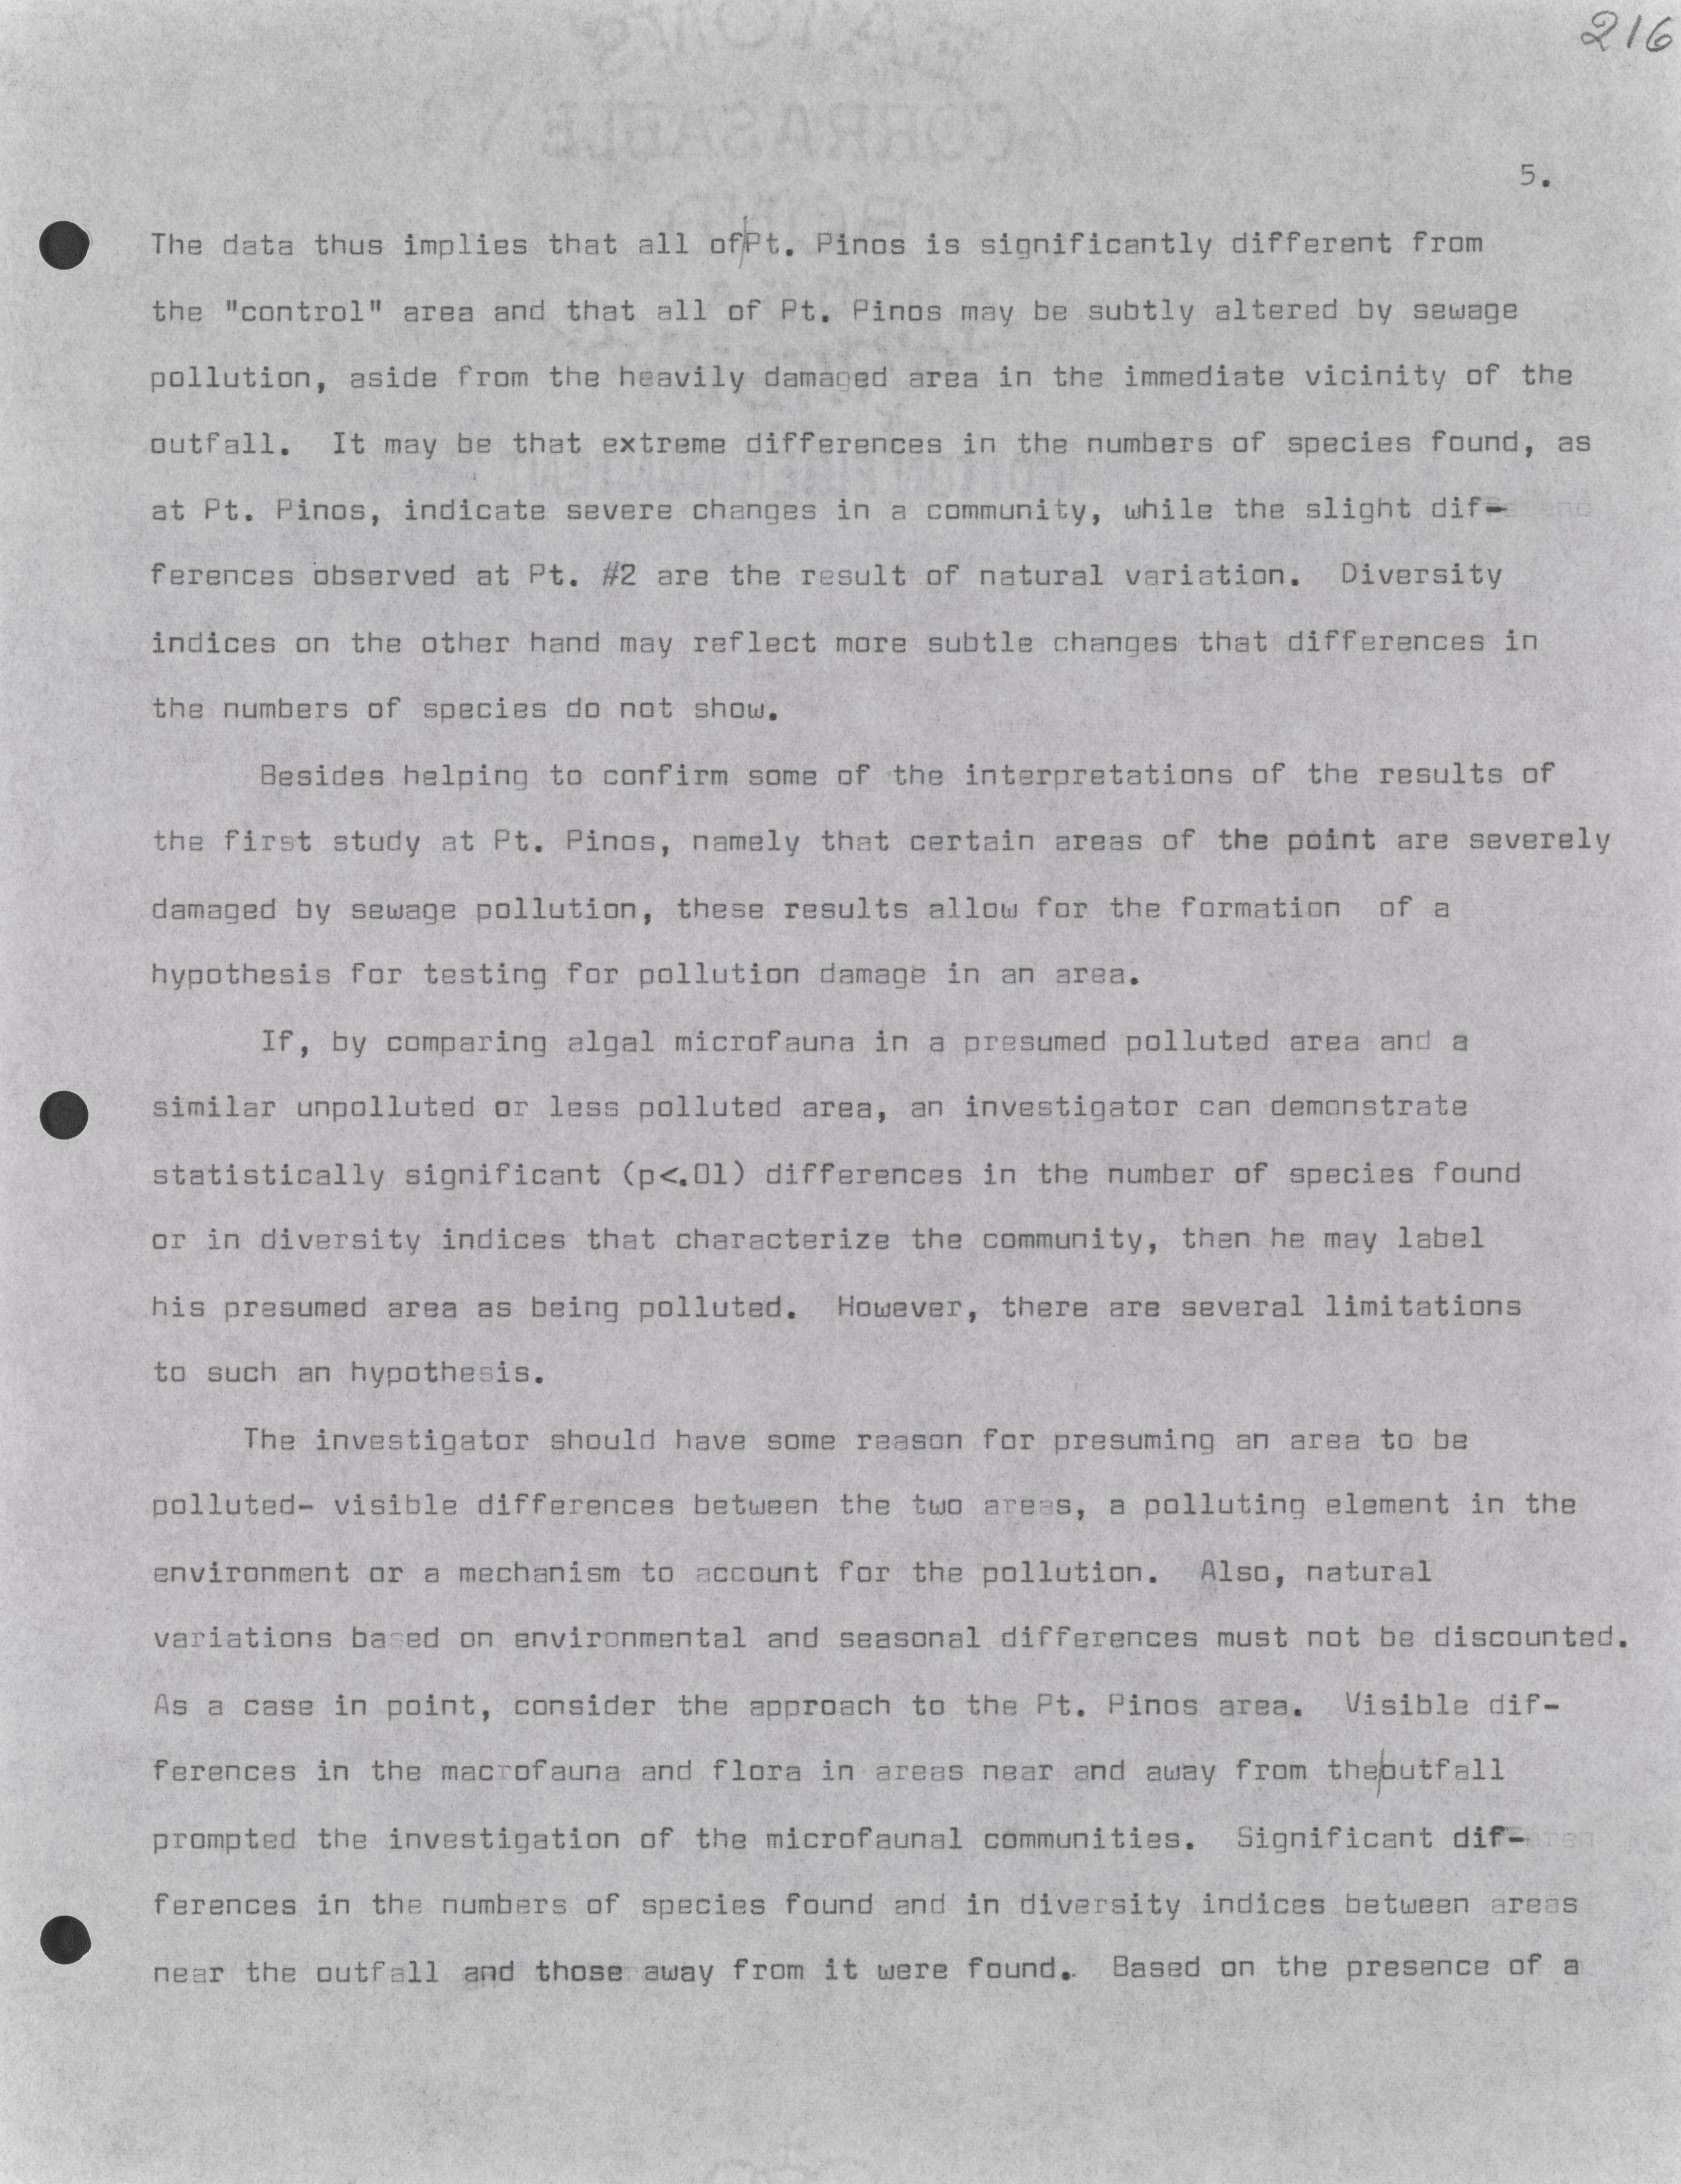 216
5.
The data thus implies that all of/Pt. Pinos is significantly different from
the "control" area and that all of Pt. Pinos may be subtly altered by sewage
pollution, aside from the heavily damaged area in the immediate vicinity of the
outfall.  It may be that extreme differences in the numbers of species found, as
at Pt. Pinos, indicate severe changes in a community, while the slight dif-
ferences observed at Pt. #2 are the result of natural variation.  Diversity
indices on the other hand may reflect more subtle changes that differences in
the numbers of species do not show.
Besides helping to confirm some of the interpretations of the results of
the first study at Pt. Pinos, namely that certain areas of the point are severely
damaged by sewage pollution, these results allow for the formation  of a
hypothesis for testing for pollution damage in an area.
If, by comparing algal microfauna in a presumed polluted area and a
similar unpolluted or less polluted area, an investigator can demonstrate
statistically significant (p<.01) differences in the number of species found
or in diversity indices that characterize the community, then he may label
his presumed area as being polluted.  However, there are several limitations
to such an hypothesis.
The investigator should have some reason for presuming an area to be
polluted- visible differences between the two areas, a polluting element in the
environment or a mechanism to account for the pollution.  Also, natural
variations based on environmental and seasonal differences must not be discounted.
As a case in point, consider the approach to the Pt. Pinos area.  Visible dif-
ferences in the macrofauna and flora in areas near and away from the/outfall
prompted the investigation of the microfaunal communities.  Significant dif-
ferences in the numbers of species found and in diversity indices between areas
near the outfall and those away from it were found.  Based on the presence of a